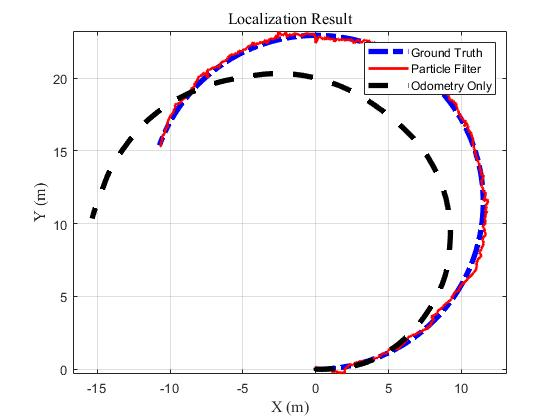 Localization Result
Ground Truth
Particle Filter
Odometry Only
Y (m)
20
15
10
5
0
-15 -10 -5 0 5 10
X (m)